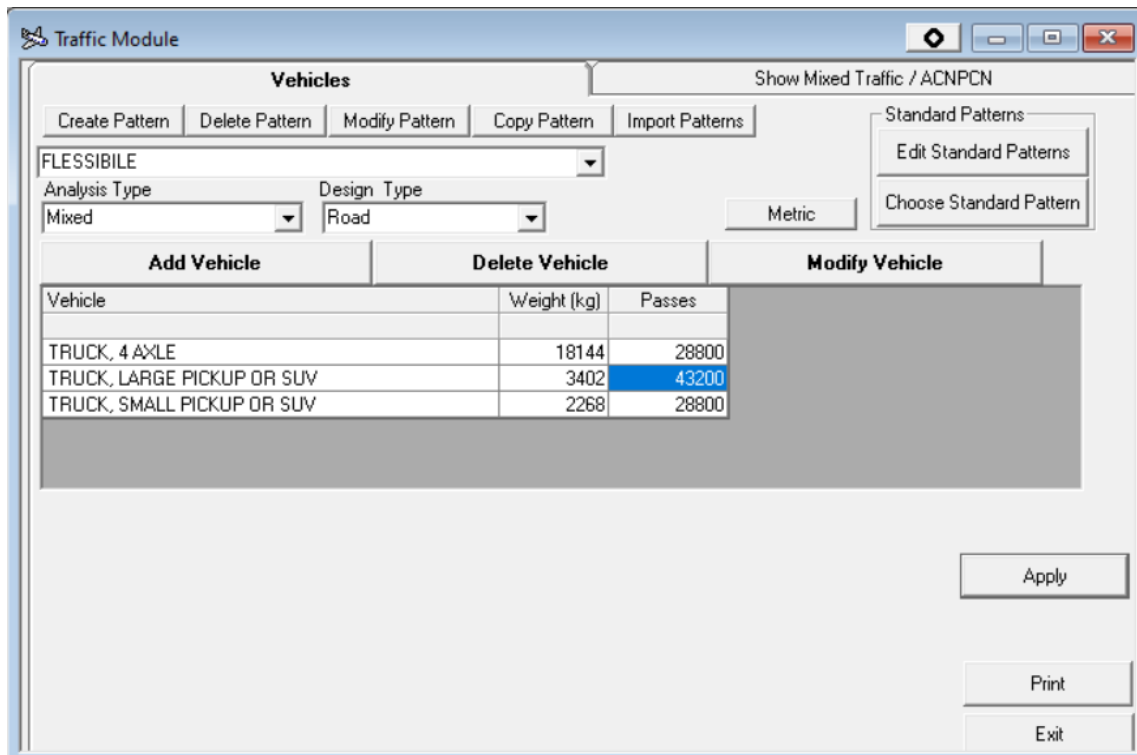 Traffic Module
Vehicles
Show Mixed Traffic / ACNPCN
Create Pattern Delete Pattern Modify Pattern Copy Pattern Import Patterns
Standard Patterns
Edit Standard Patterns
Choose Standard Pattern
FLESSIBILE
Analysis Type Design Type
Mixed Road Metric
Add Vehicle Delete Vehicle Modify Vehicle
Vehicle Weight (kg) Passes
TRUCK, 4 AXLE 18144 28800
TRUCK, LARGE PICKUP OR SUV 3402 43200
TRUCK, SMALL PICKUP OR SUV 2268 28800
Apply
Print
Exit